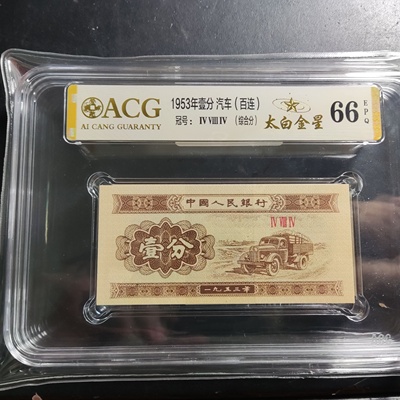 ACG
AI CANG GUARANTY
1953年壹分 汽车（百连）
冠号： IV VIII IV （综合分）
太白金星
66
EPQ
中國人民銀行
IV VIII IV
壹分
一九五三年